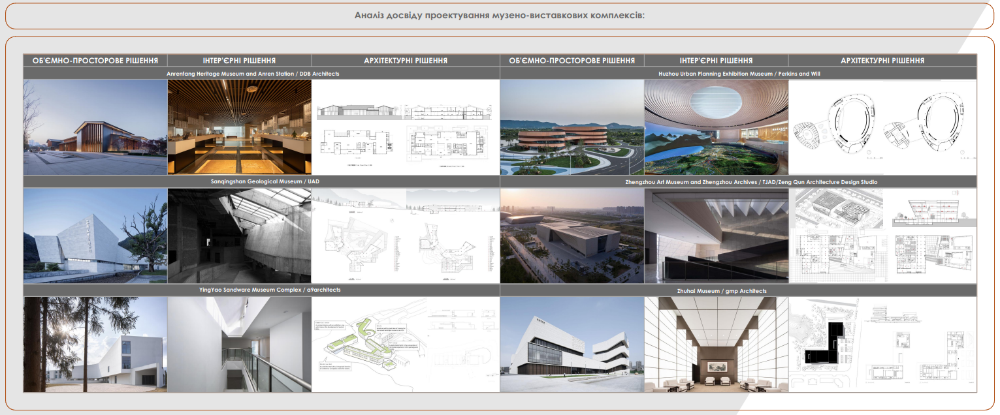 Аналіз досвіду проектування музено-виставкових комплексів:
ОБ'ЄМНО-ПРОСТОРОВЕ РІШЕННЯ
ІНТЕР'ЄРНІ РІШЕННЯ
АРХІТЕКТУРНІ РІШЕННЯ
ОБ'ЄМНО-ПРОСТОРОВЕ РІШЕННЯ
ІНТЕР'ЄРНІ РІШЕННЯ
АРХІТЕКТУРНІ РІШЕННЯ
Anrenfang Heritage Museum and Anren Station / DDB Architects
Huzhou Urban Planning Exhibition Museum / Perkins and Will
Sanqingshan Geological Museum / UAD
Zhengzhou Art Museum and Zhengzhou Archives / TJAD/Zeng Qun Architecture Design Studio
YingYao Sandware Museum Complex / a9architects
Zhuhai Museum / gmp Architects